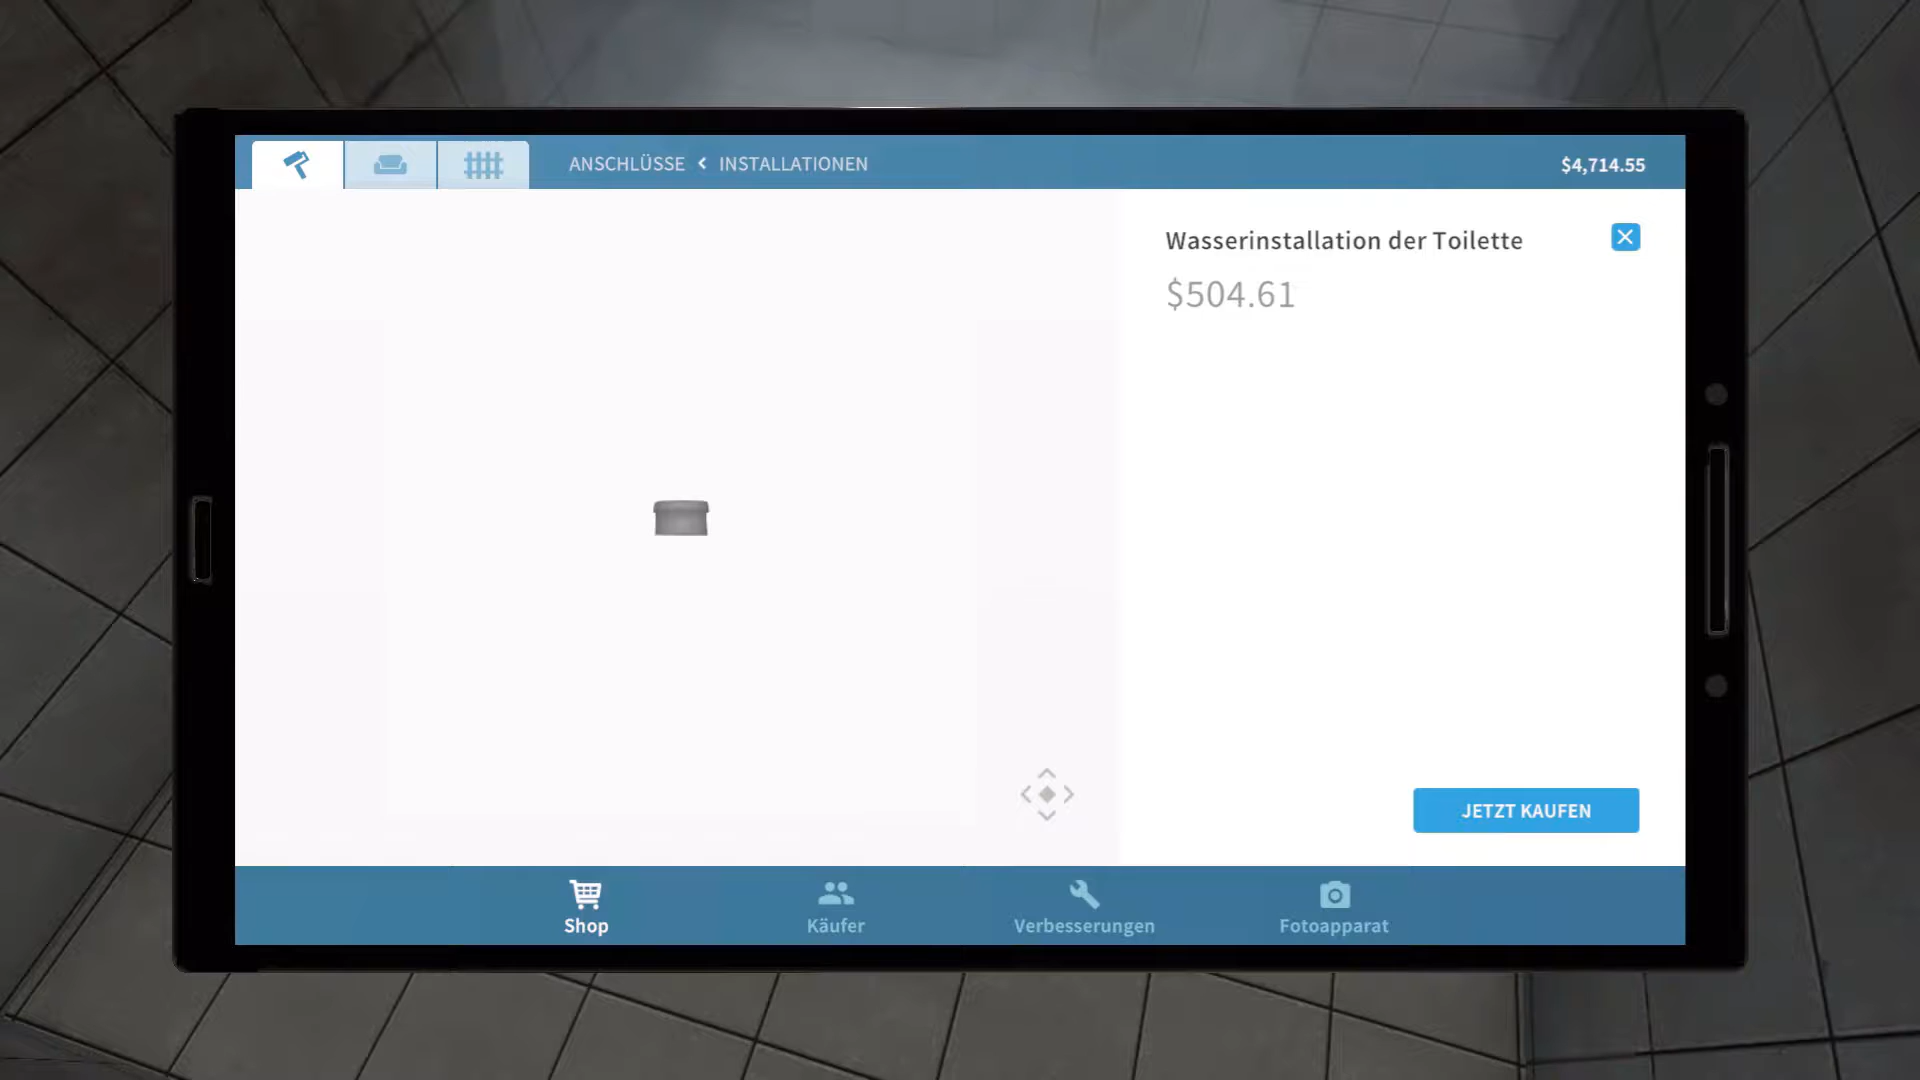 ANSCHLÜSSE < INSTALLATIONEN
$4,714.55
Wasserinstallation der Toilette
$504.61
JETZT KAUFEN
Shop
Käufer
Verbesserungen
Fotoapparat